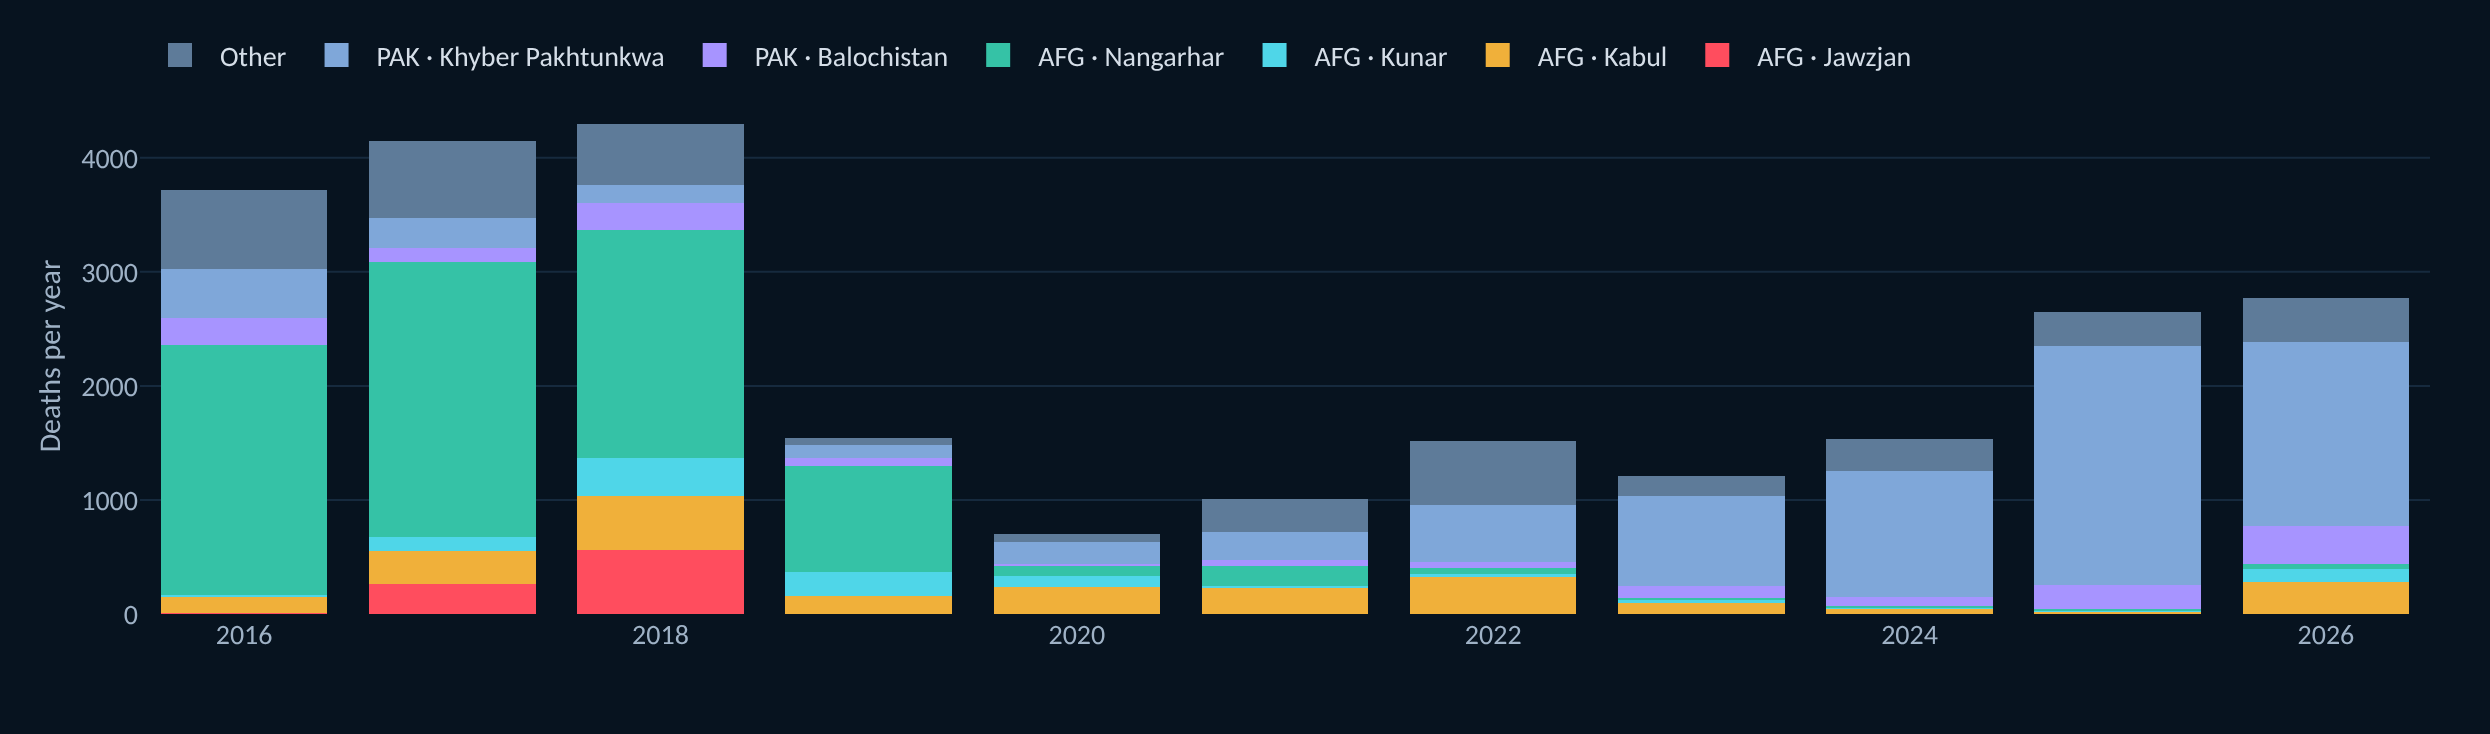 Other PAK · Khyber Pakhtunkwa PAK · Balochistan AFG · Nangarhar AFG · Kunar AFG · Kabul AFG · Jawzjan
Deaths per year
4000
3000
2000
1000
0
2016 2018 2020 2022 2024 2026